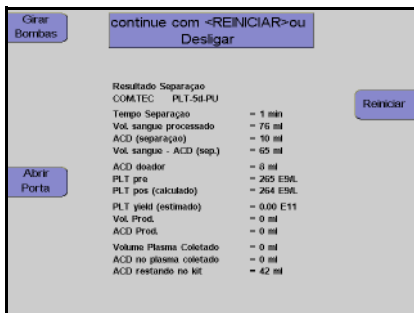 Girar
Bombas
continue com <REINICIAR>ou
Desligar
Resultado Separaçao
COM.TEC PLT-5d-PU
Reiniciar
Tempo Separaçao = 1 min
Vol. sangue processado = 76 ml
ACD (separaçao) = 10 ml
Vol. sangue - ACD (sep.) = 65 ml
Abrir
Porta
ACD doador = 8 ml
PLT pre = 265 E9/L
PLT pos (calculado) = 264 E9/L
PLT yield (estimado) = 0.00 E11
Vol. Prod. = 0 ml
ACD Prod. = 0 ml
Volume Plasma Coletado = 0 ml
ACD no plasma coletado = 0 ml
ACD restando no kit = 42 ml